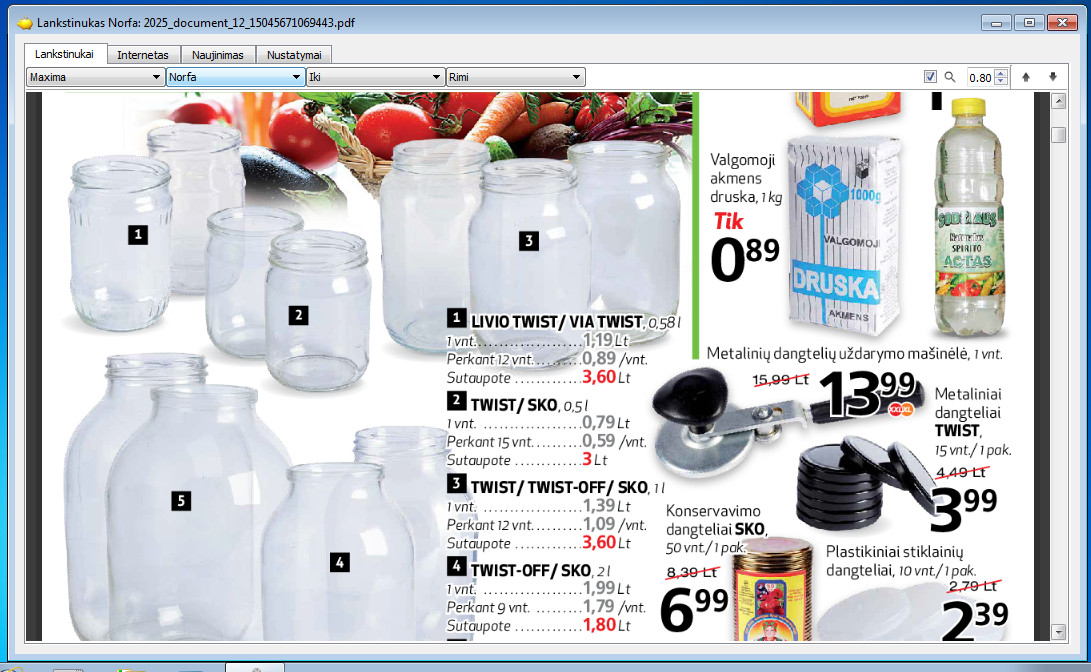 Lankstinukas Norfa: 2025_document_12_15045671069443.pdf
Lankstinukai
Internetas
Naujinimas
Nustatymai
Maxima
Norfa
Iki
Rimi
0.80
1
2
3
4
5
1 LIVIO TWIST/ VIA TWIST, 0,58 l
1 vnt. 1,19 Lt
Perkant 12 vnt. 0,89 /vnt.
Sutaupote 3,60 Lt
2 TWIST/ SKO, 0,5 l
1 vnt. 0,79 Lt
Perkant 15 vnt. 0,59 /vnt.
Sutaupote 3 Lt
3 TWIST/ TWIST-OFF/ SKO, 1 l
1 vnt. 1,39 Lt
Perkant 12 vnt. 1,09 /vnt.
Sutaupote 3,60 Lt
4 TWIST-OFF/ SKO, 2 l
1 vnt. 1,99 Lt
Perkant 9 vnt. 1,79 /vnt.
Sutaupote 1,80 Lt
Valgomoji
akmens
druska, 1 kg
Tik
0 89
1000g
VALGOMOJI
DRUSKA
AKMENS
SPIRITO
ACTAS
Metalinių dangtelių uždarymo mašinėlė, 1 vnt.
15,99 Lt
13 99
Metaliniai
dangteliai
TWIST,
15 vnt./1 pak.
4,49 Lt
3 99
Konservavimo
dangteliai SKO,
50 vnt./1 pak.
8,39 Lt
6 99
Plastikiniai stiklainių
dangteliai, 10 vnt./1 pak.
2,79 Lt
2 39